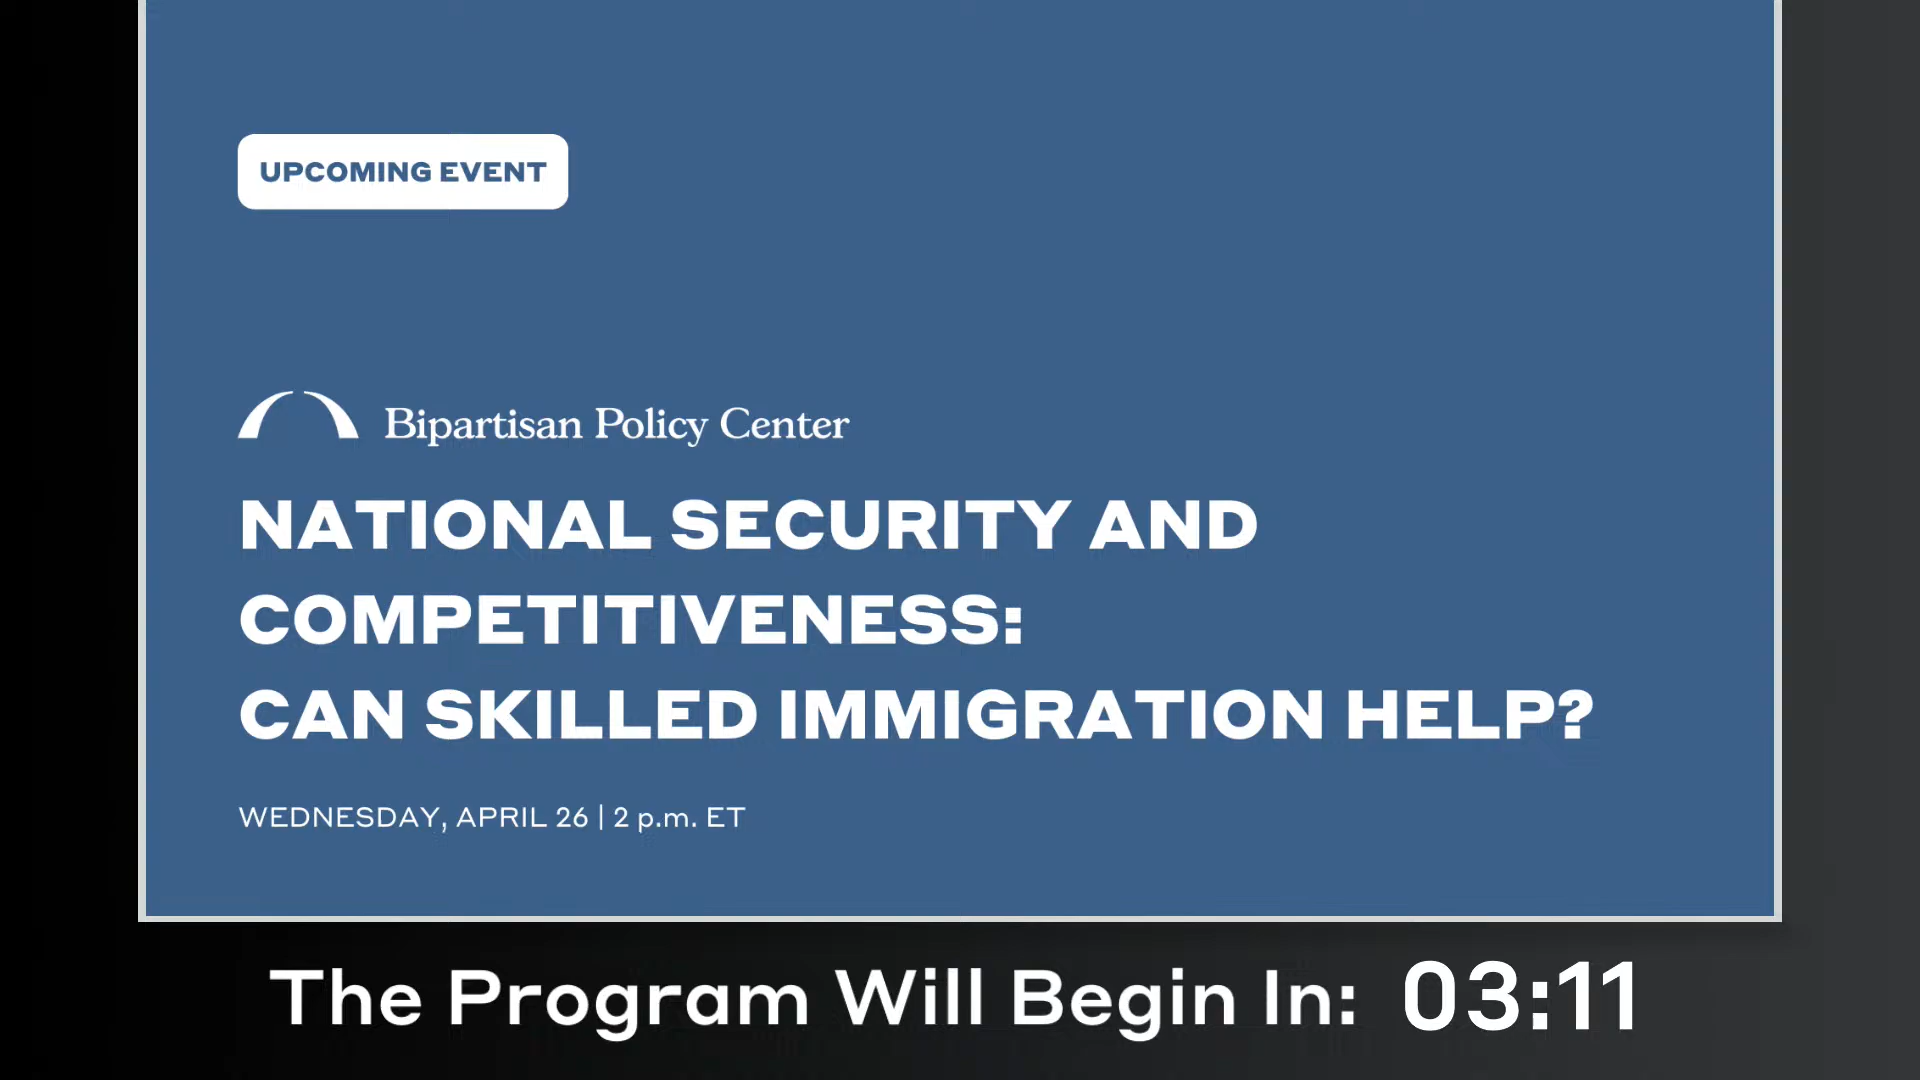 UPCOMING EVENT
Bipartisan Policy Center
NATIONAL SECURITY AND
COMPETITIVENESS:
CAN SKILLED IMMIGRATION HELP?
WEDNESDAY, APRIL 26 | 2 p.m. ET
The Program Will Begin In: 03:11